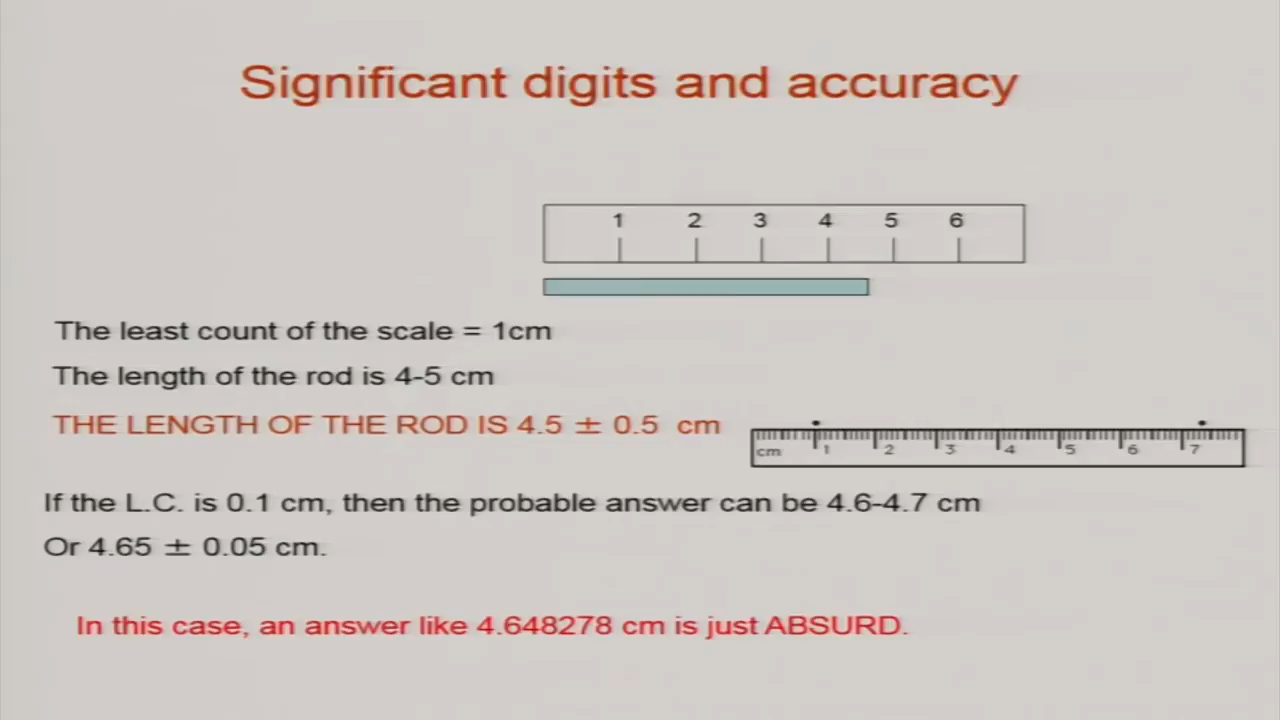 Significant digits and accuracy
1 2 3 4 5 6
The least count of the scale = 1cm
The length of the rod is 4-5 cm
THE LENGTH OF THE ROD IS 4.5 ± 0.5 cm
cm 1 2 3 4 5 6 7
If the L.C. is 0.1 cm, then the probable answer can be 4.6-4.7 cm
Or 4.65 ± 0.05 cm.
In this case, an answer like 4.648278 cm is just ABSURD.